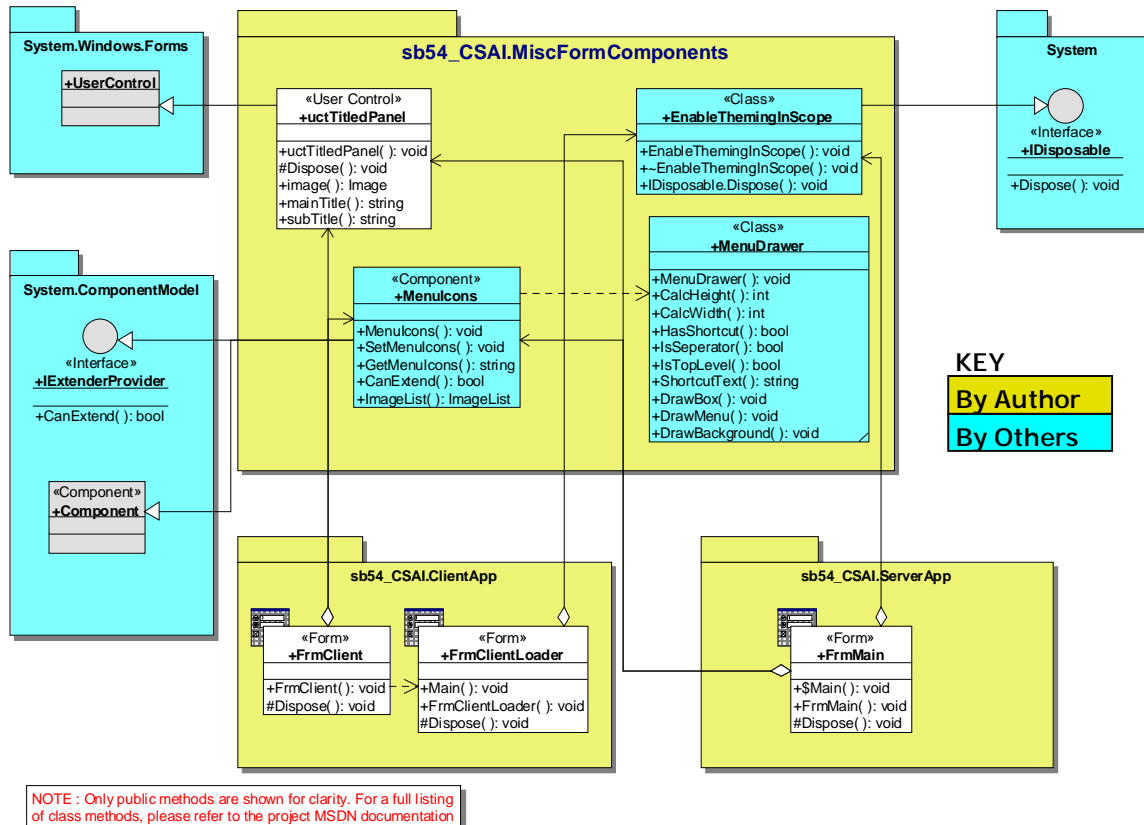 System.Windows.Forms
+UserControl
sb54_CSAI.MiscFormComponents
«User Control»
+uctTitledPanel
+uctTitledPanel( ): void
#Dispose( ): void
+image( ): Image
+mainTitle( ): string
+subTitle( ): string
«Class»
+EnableThemingInScope
+EnableThemingInScope( ): void
+~EnableThemingInScope( ): void
+IDisposable.Dispose( ): void
System
«Interface»
+IDisposable
+Dispose( ): void
«Class»
+MenuDrawer
+MenuDrawer( ): void
+CalcHeight( ): int
+CalcWidth( ): int
+HasShortcut( ): bool
+IsSeperator( ): bool
+IsTopLevel( ): bool
+ShortcutText( ): string
+DrawBox( ): void
+DrawMenu( ): void
+DrawBackground( ): void
«Component»
+MenuIcons
+MenuIcons( ): void
+SetMenuIcons( ): void
+GetMenuIcons( ): string
+CanExtend( ): bool
+ImageList( ): ImageList
System.ComponentModel
«Interface»
+IExtenderProvider
+CanExtend( ): bool
«Component»
+Component
KEY
By Author
By Others
sb54_CSAI.ClientApp
«Form»
+FrmClient
+FrmClient( ): void
#Dispose( ): void
«Form»
+FrmClientLoader
+Main( ): void
+FrmClientLoader( ): void
#Dispose( ): void
sb54_CSAI.ServerApp
«Form»
+FrmMain
+$Main( ): void
+FrmMain( ): void
#Dispose( ): void
NOTE : Only public methods are shown for clarity. For a full listing
of class methods, please refer to the project MSDN documentation